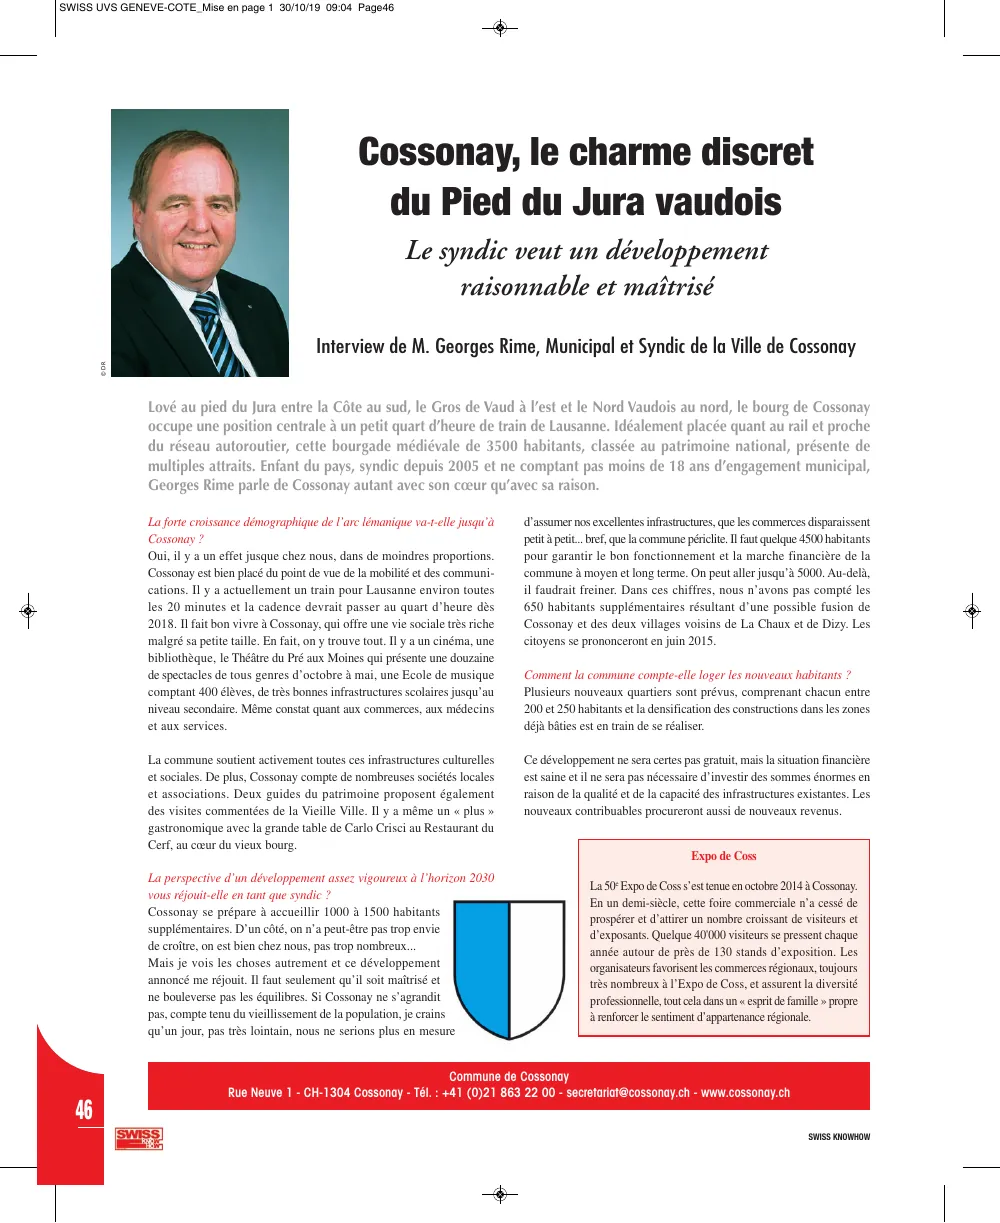 SWISS UVS GENEVE-COTE_Mise en page 1 30/10/19 09:04 Page46
© DR
Cossonay, le charme discret
du Pied du Jura vaudois
Le syndic veut un développement
raisonnable et maîtrisé
Interview de M. Georges Rime, Municipal et Syndic de la Ville de Cossonay
Lové au pied du Jura entre la Côte au sud, le Gros de Vaud à l’est et le Nord Vaudois au nord, le bourg de Cossonay
occupe une position centrale à un petit quart d’heure de train de Lausanne. Idéalement placée quant au rail et proche
du réseau autoroutier, cette bourgade médiévale de 3500 habitants, classée au patrimoine national, présente de
multiples attraits. Enfant du pays, syndic depuis 2005 et ne comptant pas moins de 18 ans d’engagement municipal,
Georges Rime parle de Cossonay autant avec son cœur qu’avec sa raison.
La forte croissance démographique de l’arc lémanique va-t-elle jusqu’à
Cossonay ?
Oui, il y a un effet jusque chez nous, dans de moindres proportions.
Cossonay est bien placé du point de vue de la mobilité et des communi-
cations. Il y a actuellement un train pour Lausanne environ toutes
les 20 minutes et la cadence devrait passer au quart d’heure dès
2018. Il fait bon vivre à Cossonay, qui offre une vie sociale très riche
malgré sa petite taille. En fait, on y trouve tout. Il y a un cinéma, une
bibliothèque, le Théâtre du Pré aux Moines qui présente une douzaine
de spectacles de tous genres d’octobre à mai, une Ecole de musique
comptant 400 élèves, de très bonnes infrastructures scolaires jusqu’au
niveau secondaire. Même constat quant aux commerces, aux médecins
et aux services.
La commune soutient activement toutes ces infrastructures culturelles
et sociales. De plus, Cossonay compte de nombreuses sociétés locales
et associations. Deux guides du patrimoine proposent également
des visites commentées de la Vieille Ville. Il y a même un « plus »
gastronomique avec la grande table de Carlo Crisci au Restaurant du
Cerf, au cœur du vieux bourg.
La perspective d’un développement assez vigoureux à l’horizon 2030
vous réjouit-elle en tant que syndic ?
Cossonay se prépare à accueillir 1000 à 1500 habitants
supplémentaires. D’un côté, on n’a peut-être pas trop envie
de croître, on est bien chez nous, pas trop nombreux...
Mais je vois les choses autrement et ce développement
annoncé me réjouit. Il faut seulement qu’il soit maîtrisé et
ne bouleverse pas les équilibres. Si Cossonay ne s’agrandit
pas, compte tenu du vieillissement de la population, je crains
qu’un jour, pas très lointain, nous ne serions plus en mesure
d’assumer nos excellentes infrastructures, que les commerces disparaissent
petit à petit... bref, que la commune périclite. Il faut quelque 4500 habitants
pour garantir le bon fonctionnement et la marche financière de la
commune à moyen et long terme. On peut aller jusqu’à 5000. Au-delà,
il faudrait freiner. Dans ces chiffres, nous n’avons pas compté les
650 habitants supplémentaires résultant d’une possible fusion de
Cossonay et des deux villages voisins de La Chaux et de Dizy. Les
citoyens se prononceront en juin 2015.
Comment la commune compte-elle loger les nouveaux habitants ?
Plusieurs nouveaux quartiers sont prévus, comprenant chacun entre
200 et 250 habitants et la densification des constructions dans les zones
déjà bâties est en train de se réaliser.
Ce développement ne sera certes pas gratuit, mais la situation financière
est saine et il ne sera pas nécessaire d’investir des sommes énormes en
raison de la qualité et de la capacité des infrastructures existantes. Les
nouveaux contribuables procureront aussi de nouveaux revenus.
Expo de Coss
La 50e Expo de Coss s’est tenue en octobre 2014 à Cossonay.
En un demi-siècle, cette foire commerciale n’a cessé de
prospérer et d’attirer un nombre croissant de visiteurs et
d’exposants. Quelque 40'000 visiteurs se pressent chaque
année autour de près de 130 stands d’exposition. Les
organisateurs favorisent les commerces régionaux, toujours
très nombreux à l’Expo de Coss, et assurent la diversité
professionnelle, tout cela dans un « esprit de famille » propre
à renforcer le sentiment d’appartenance régionale.
Commune de Cossonay
Rue Neuve 1 - CH-1304 Cossonay - Tél. : +41 (0)21 863 22 00 - secretariat@cossonay.ch - www.cossonay.ch
46
SWISS
KNOW
HOW
SWISS KNOWHOW